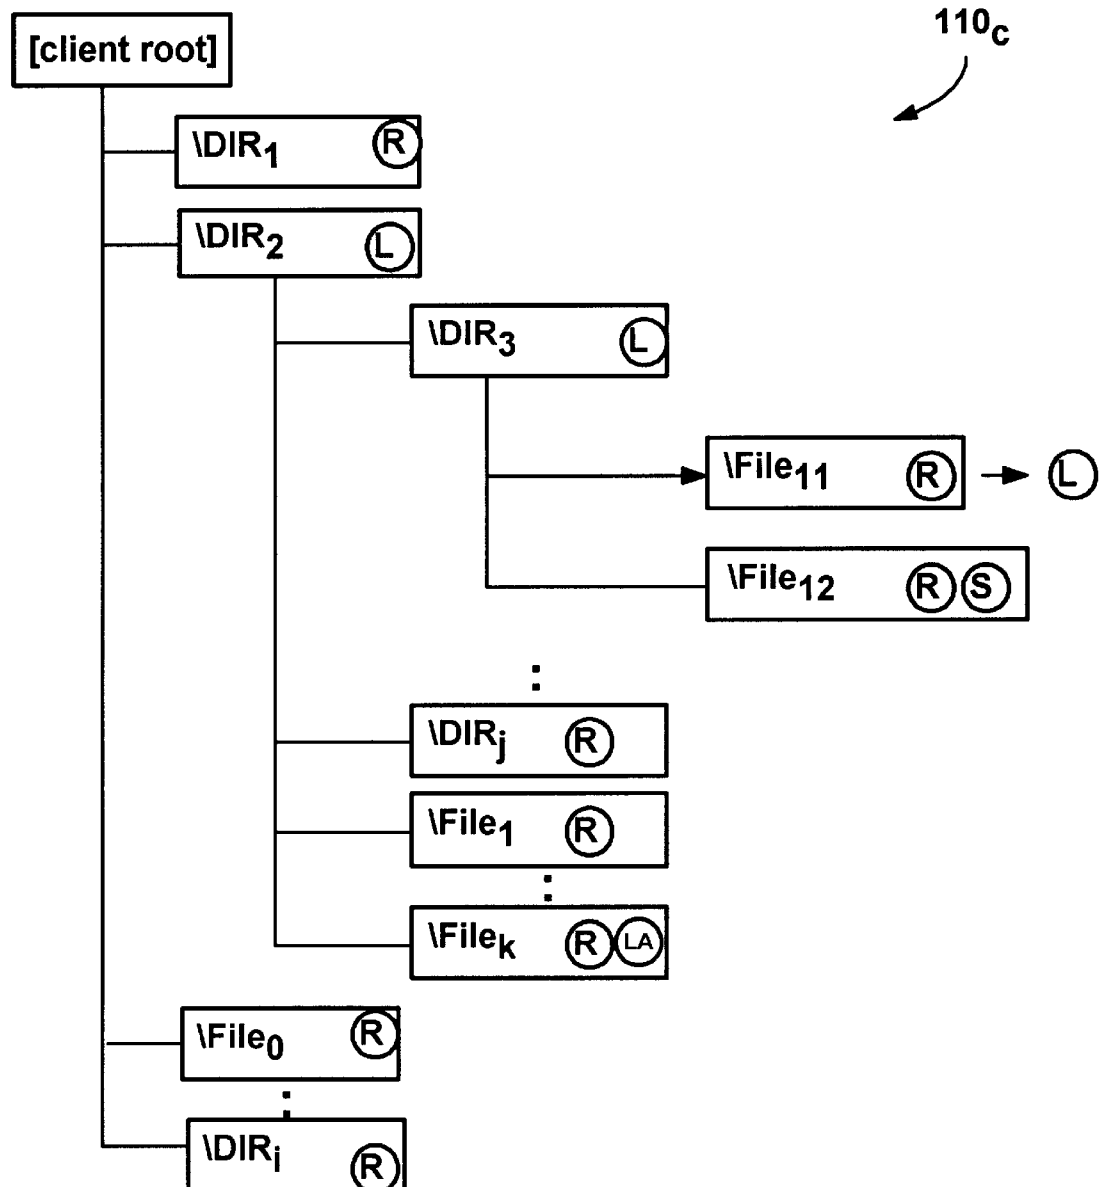 110C
[client root]
\DIR1 R
\DIR2 L
\DIR3 L
\File11 R L
\File12 R S
\DIRj R
\File1 R
\Filek R LA
\File0 R
\DIRi R